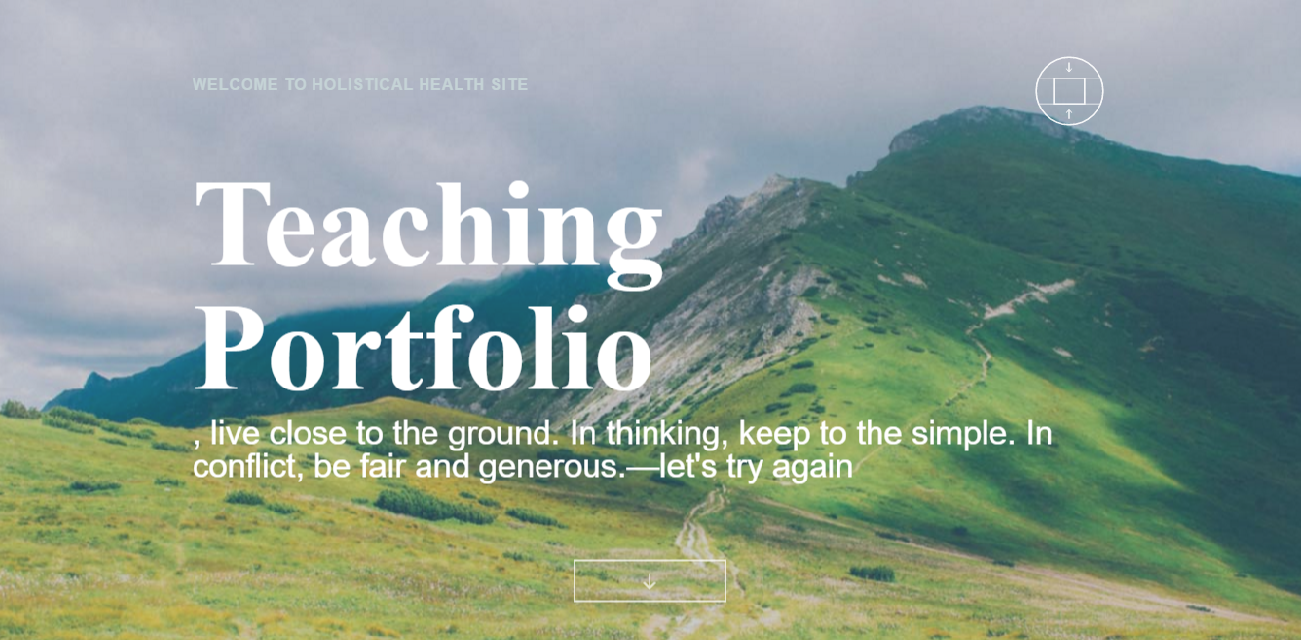 WELCOME TO HOLISTICAL HEALTH SITE
Teaching
Portfolio
, live close to the ground. In thinking, keep to the simple. In
conflict, be fair and generous.—let's try again